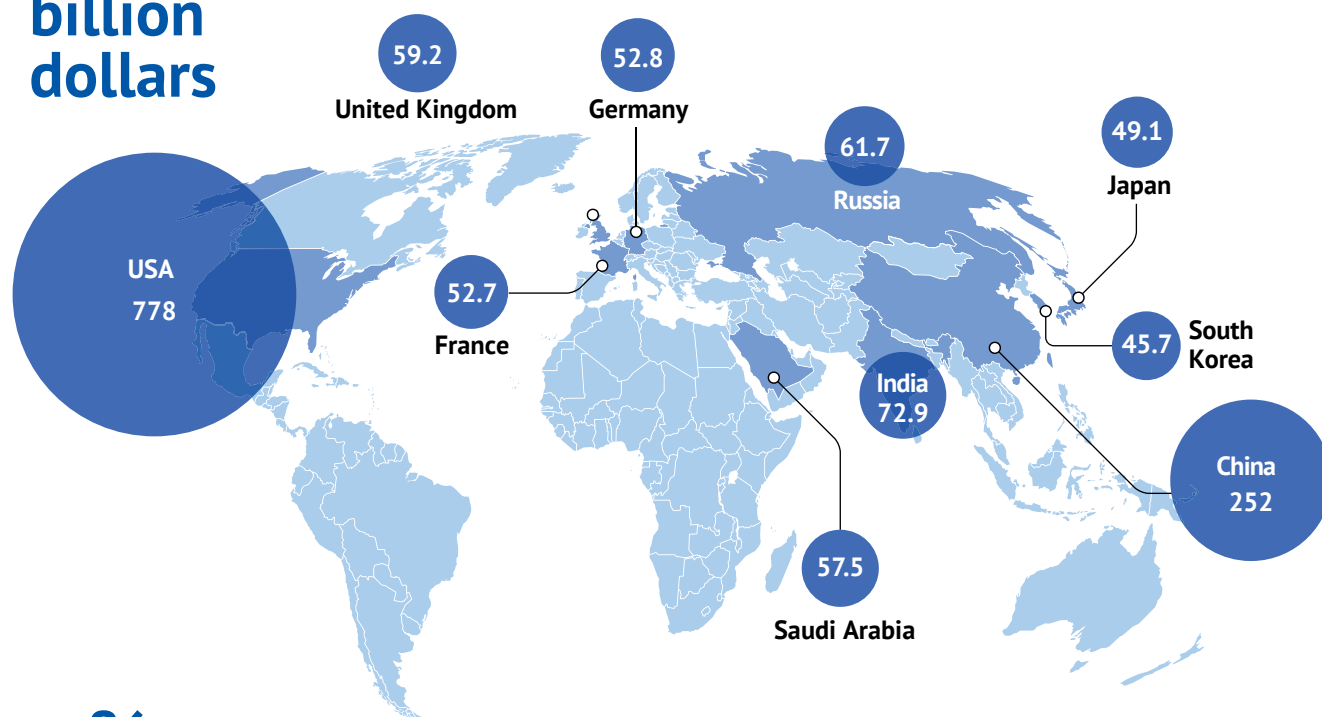 billion
dollars
59.2
United Kingdom
52.8
Germany
61.7
Russia
49.1
Japan
USA
778
52.7
France
45.7
South
Korea
India
72.9
China
252
57.5
Saudi Arabia